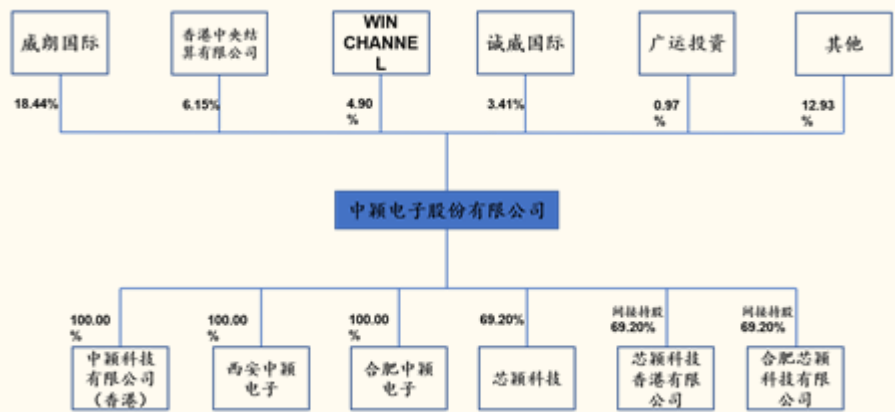 威朗国际
香港中央结
算有限公司
WIN
CHANNE
L
诚威国际
广运投资
其他
18.44%
6.15%
4.90
%
3.41%
0.97
%
12.93
%
中颖电子股份有限公司
100.00
%
100.00
%
100.00
%
69.20%
间接持股
69.20%
间接持股
69.20%
中颖科技
有限公司
（香港）
西安中颖
电子
合肥中颖
电子
芯颖科技
芯颖科技
香港有限
公司
合肥芯颖
科技有限
公司